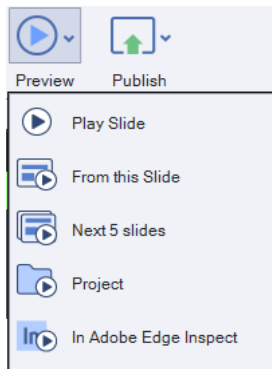 Preview Publish
Play Slide
From this Slide
Next 5 slides
Project
In Adobe Edge Inspect